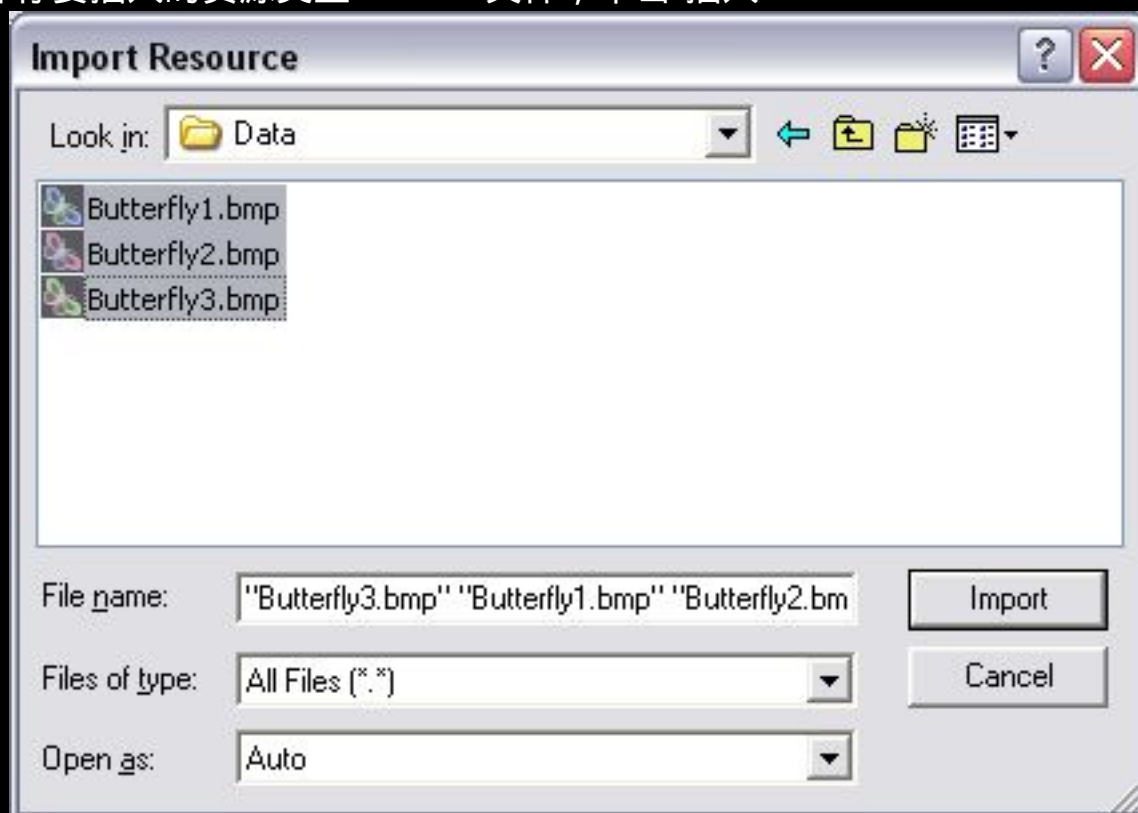 Import Resource
Look in: Data
Butterfly1.bmp
Butterfly2.bmp
Butterfly3.bmp
File name: "Butterfly3.bmp" "Butterfly1.bmp" "Butterfly2.bm
Import
Files of type: All Files (*.*)
Cancel
Open as: Auto